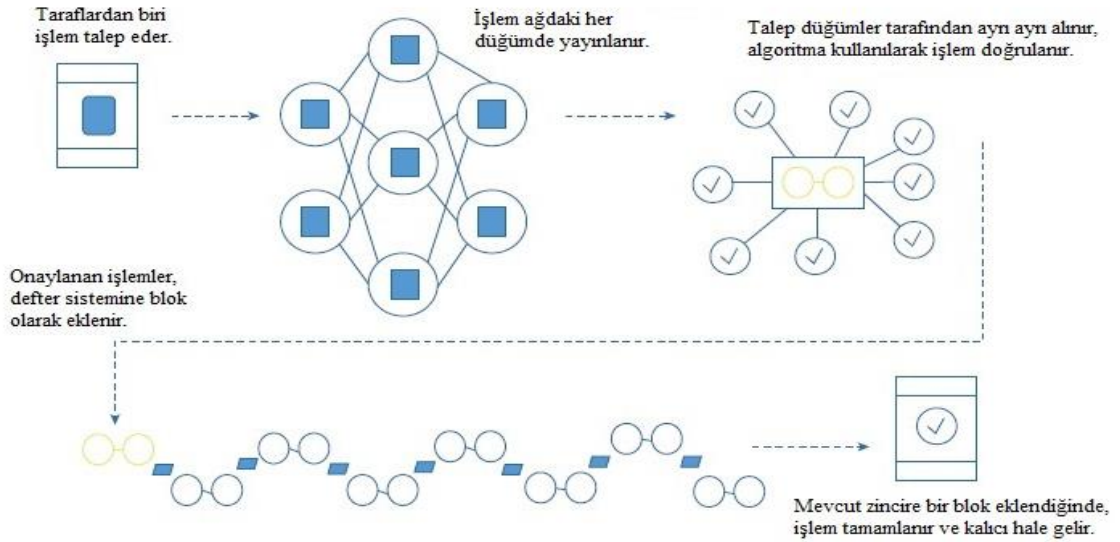 Taraflardan biri
işlem talep eder.
İşlem ağdaki her
düğümde yayınlanır.
Talep düğümler tarafından ayrı ayrı alınır,
algoritma kullanılarak işlem doğrulanır.
Onaylanan işlemler,
defter sistemine blok
olarak eklenir.
Mevcut zincire bir blok eklendiğinde,
işlem tamamlanır ve kalıcı hale gelir.